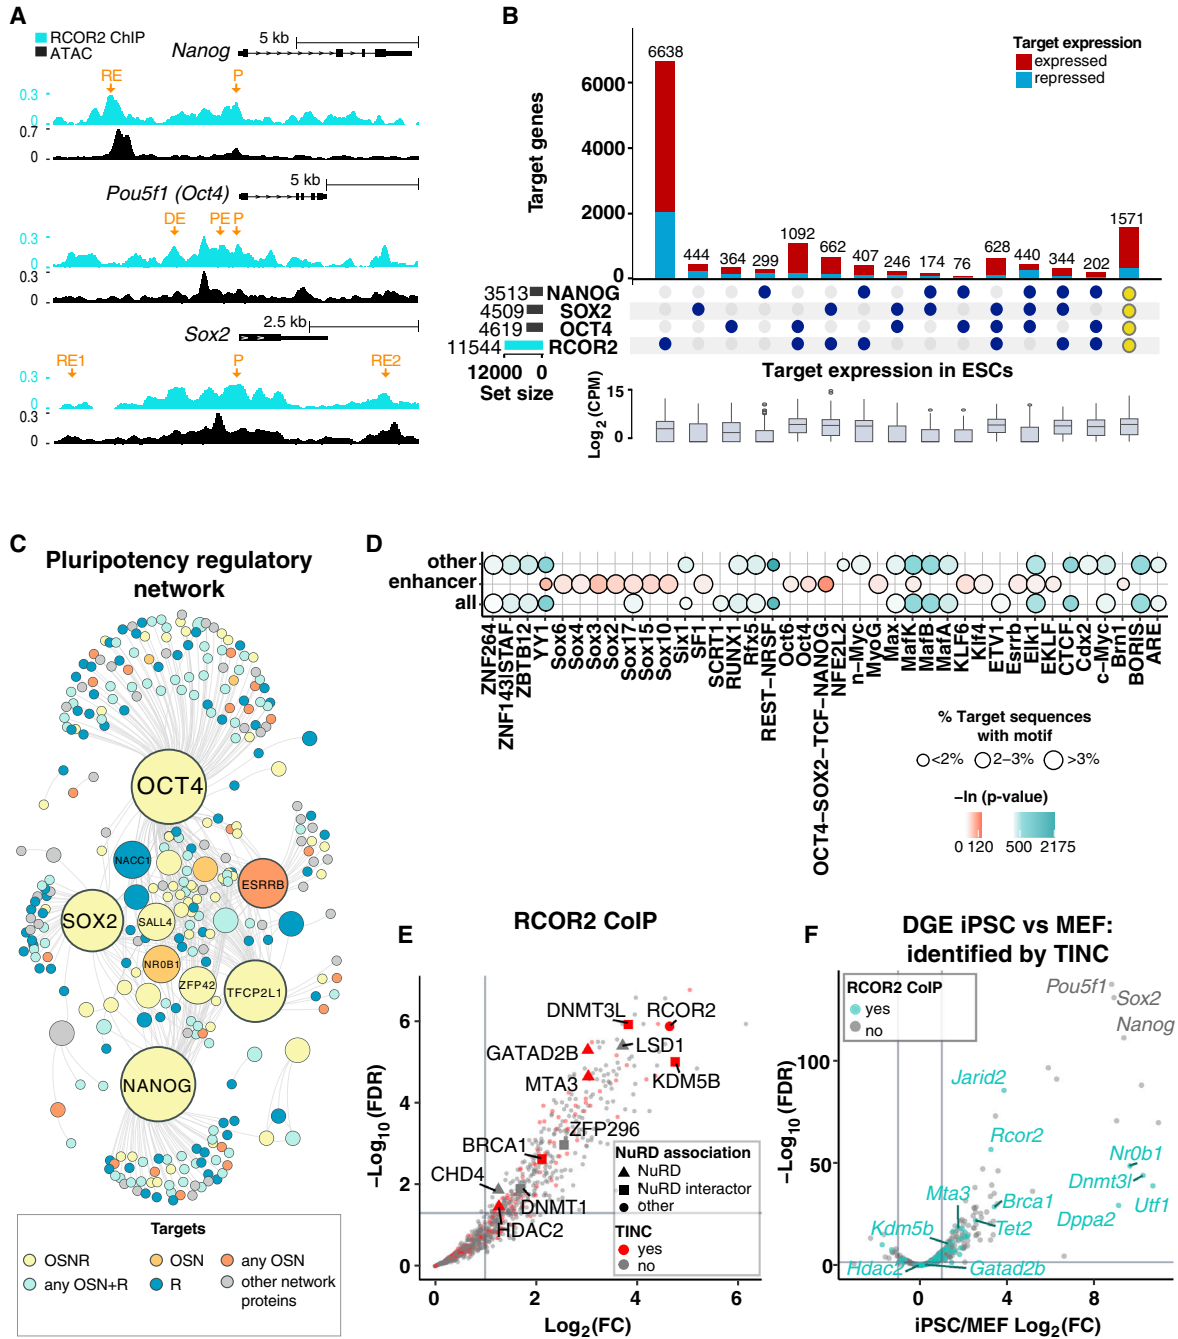 A
RCOR2 ChIP
ATAC
5 kb
Nanog
RE
P
0.3
0
0.7
0
5 kb
Pou5f1 (Oct4)
DE
PE
P
0.3
0
0.3
0
2.5 kb
Sox2
RE1
P
RE2
0.3
0
0.3
0
B
Target expression
expressed
repressed
Target genes
6000
4000
2000
0
6638
444
364
299
1092
662
407
246
174
76
628
440
344
202
1571
3513 NANOG
4509 SOX2
4619 OCT4
11544 RCOR2
12000 0
Set size
Target expression in ESCs
Log2 (CPM)
15
0
C
Pluripotency regulatory
network
OCT4
NACC1
ESRRB
SOX2
SALL4
NR0B1
ZFP42
TFCP2L1
NANOG
Targets
OSNR
OSN
any OSN
any OSN+R
R
other network
proteins
D
other
enhancer
all
ZNF264
ZNF143|STAF
ZBTB12
YY1
Sox6
Sox4
Sox3
Sox2
Sox17
Sox15
Sox10
Six1
SF1
SCRT1
RUNX1
Rfx5
REST−NRSF
Oct6
Oct4
OCT4−SOX2−TCF−NANOG
NFE2L2
n−Myc
MyoG
Max
MafK
MafB
MafA
KLF6
Klf4
ETV1
Esrrb
Elk1
EKLF
CTCF
Cdx2
c−Myc
Brn1
BORIS
ARE
% Target sequences
with motif
<2% 2−3% >3%
−ln (p-value)
0 120 500 2175
E
RCOR2 CoIP
−Log10 (FDR)
6
4
2
0
DNMT3L
RCOR2
GATAD2B
LSD1
MTA3
KDM5B
ZFP296
BRCA1
CHD4
DNMT1
HDAC2
NuRD association
NuRD
NuRD interactor
other
TINC
yes
no
0 2 4 6
Log2(FC)
F
DGE iPSC vs MEF:
identified by TINC
RCOR2 CoIP
yes
no
−Log10 (FDR)
100
50
0
Pou5f1
Sox2
Nanog
Jarid2
Rcor2
Nr0b1
Dnmt3l
Utf1
Mta3
Brca1
Dppa2
Kdm5b
Tet2
Hdac2
Gatad2b
0 4 8
iPSC/MEF Log2(FC)